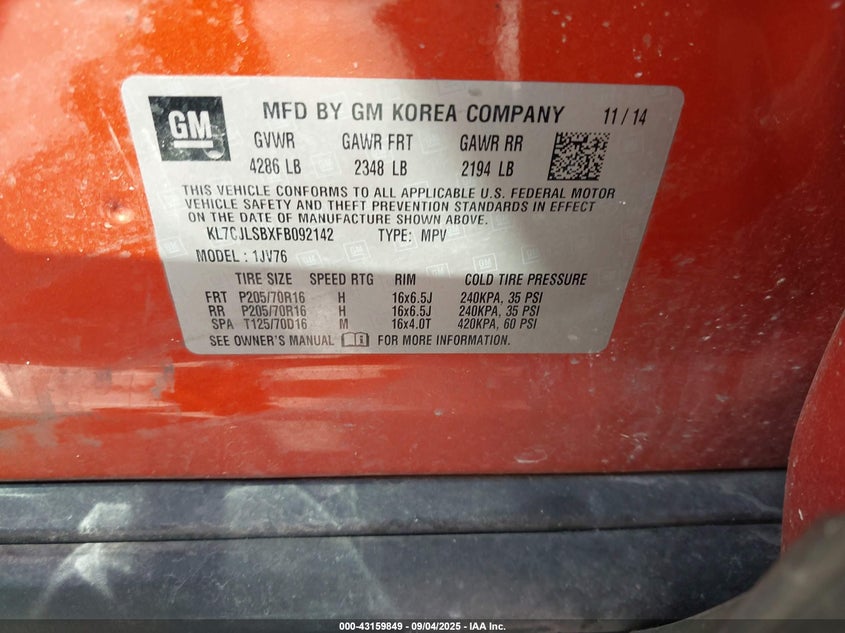 GM
MFD BY GM KOREA COMPANY 11/14
GVWR GAWR FRT GAWR RR
4286 LB 2348 LB 2194 LB
THIS VEHICLE CONFORMS TO ALL APPLICABLE U.S. FEDERAL MOTOR
VEHICLE SAFETY AND THEFT PREVENTION STANDARDS IN EFFECT
ON THE DATE OF MANUFACTURE SHOWN ABOVE.
KL7CJLSBXFB092142 TYPE: MPV
MODEL : 1JV76
TIRE SIZE SPEED RTG RIM COLD TIRE PRESSURE
FRT P205/70R16 H 16x6.5J 240KPA, 35 PSI
RR P205/70R16 H 16x6.5J 240KPA, 35 PSI
SPA T125/70D16 M 16x4.0T 420KPA, 60 PSI
SEE OWNER'S MANUAL FOR MORE INFORMATION.
000-43159849 - 09/04/2025 - IAA Inc.